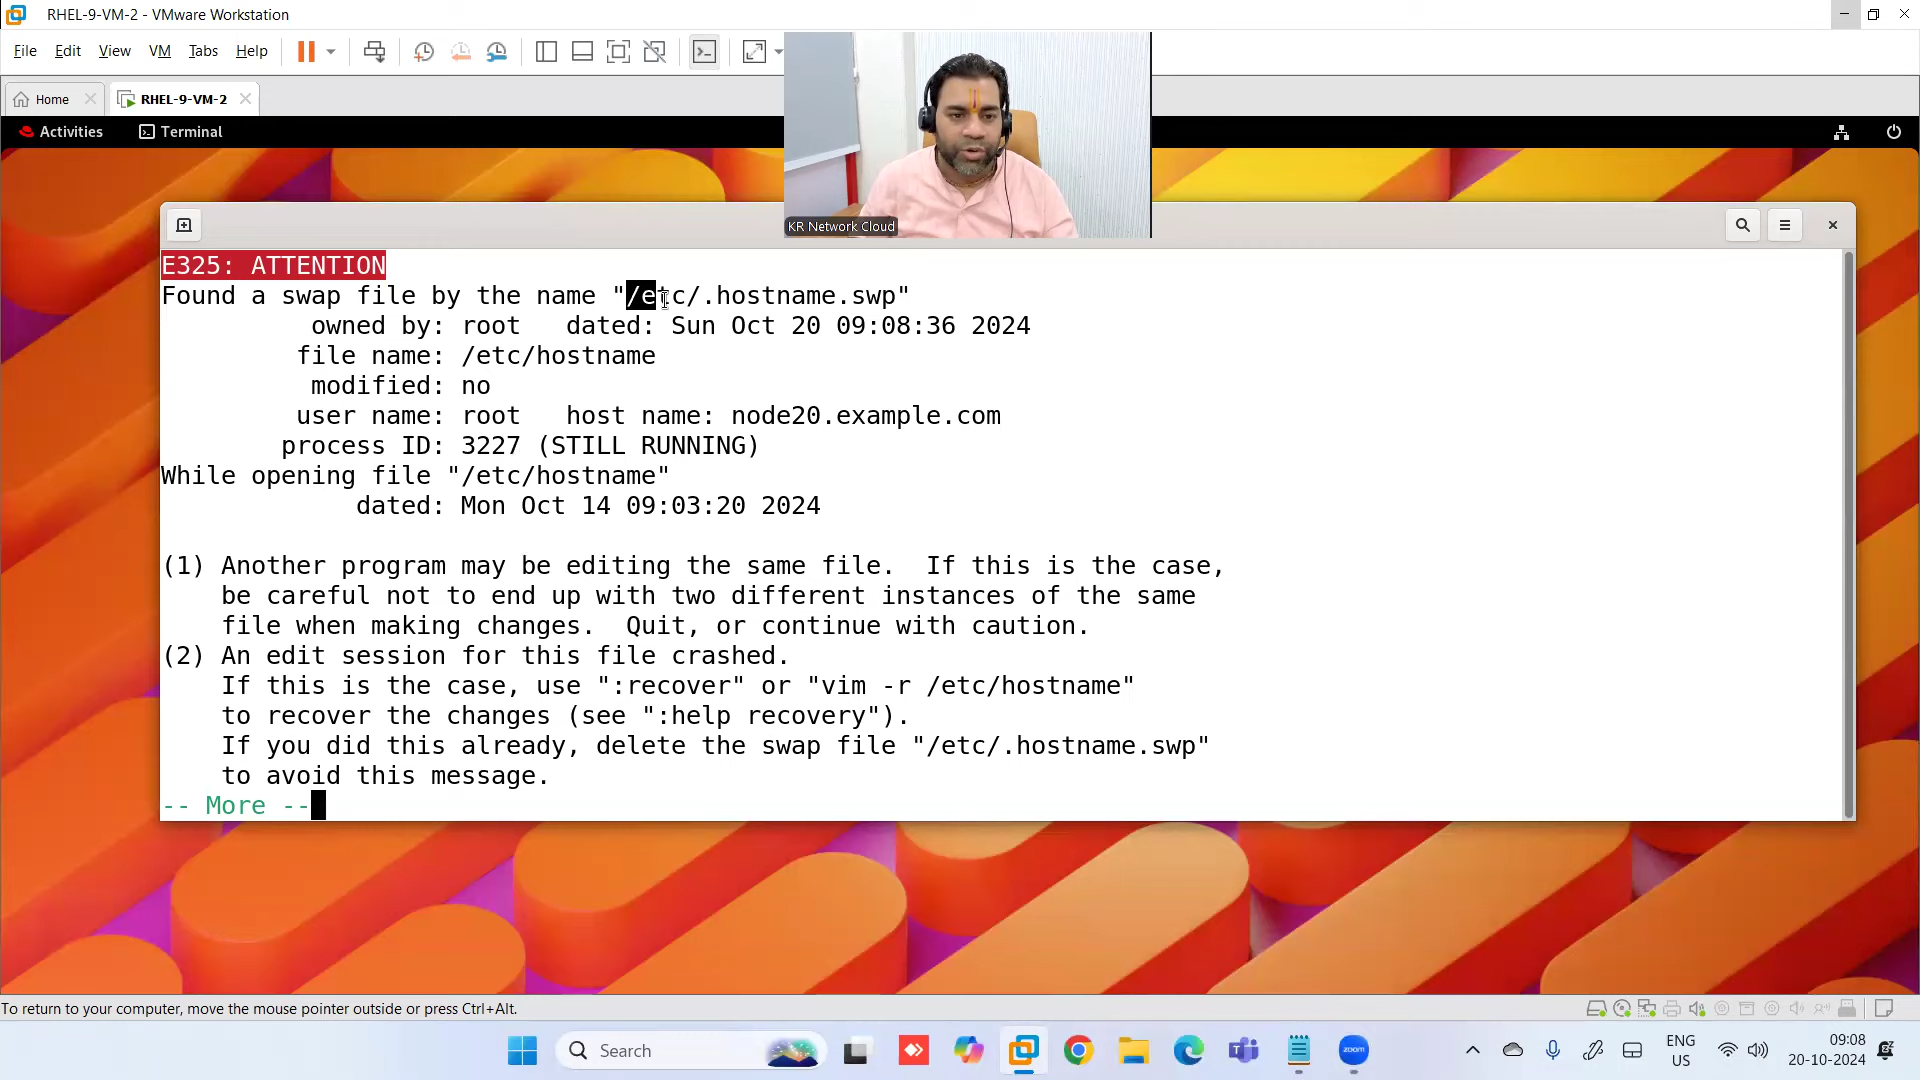 RHEL-9-VM-2 - VMware Workstation
File Edit View VM Tabs Help
Home RHEL-9-VM-2
Activities Terminal
KR Network Cloud
E325: ATTENTION
Found a swap file by the name "/etc/.hostname.swp"
owned by: root dated: Sun Oct 20 09:08:36 2024
file name: /etc/hostname
modified: no
user name: root host name: node20.example.com
process ID: 3227 (STILL RUNNING)
While opening file "/etc/hostname"
dated: Mon Oct 14 09:03:20 2024
(1) Another program may be editing the same file. If this is the case,
be careful not to end up with two different instances of the same
file when making changes. Quit, or continue with caution.
(2) An edit session for this file crashed.
If this is the case, use ":recover" or "vim -r /etc/hostname"
to recover the changes (see ":help recovery").
If you did this already, delete the swap file "/etc/.hostname.swp"
to avoid this message.
-- More --
To return to your computer, move the mouse pointer outside or press Ctrl+Alt.
Search
zoom
ENG
US
09:08
20-10-2024